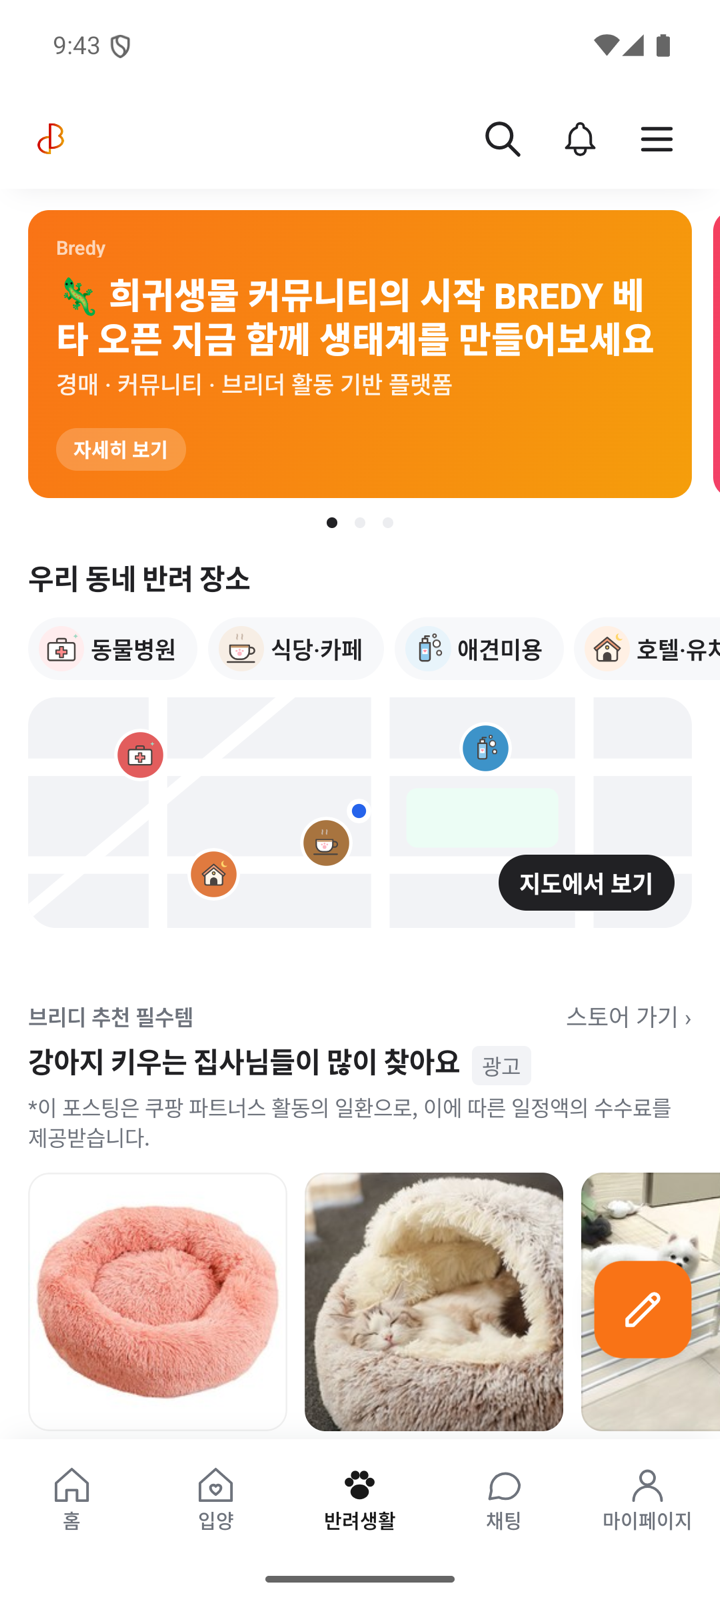 9:43
Bredy
🦎 희귀생물 커뮤니티의 시작 BREDY 베
타 오픈 지금 함께 생태계를 만들어보세요
경매 · 커뮤니티 · 브리더 활동 기반 플랫폼
자세히 보기
우리 동네 반려 장소
동물병원
식당·카페
애견미용
호텔·유치
지도에서 보기
브리디 추천 필수템
스토어 가기 ›
강아지 키우는 집사님들이 많이 찾아요
광고
*이 포스팅은 쿠팡 파트너스 활동의 일환으로, 이에 따른 일정액의 수수료를
제공받습니다.
홈
입양
반려생활
채팅
마이페이지